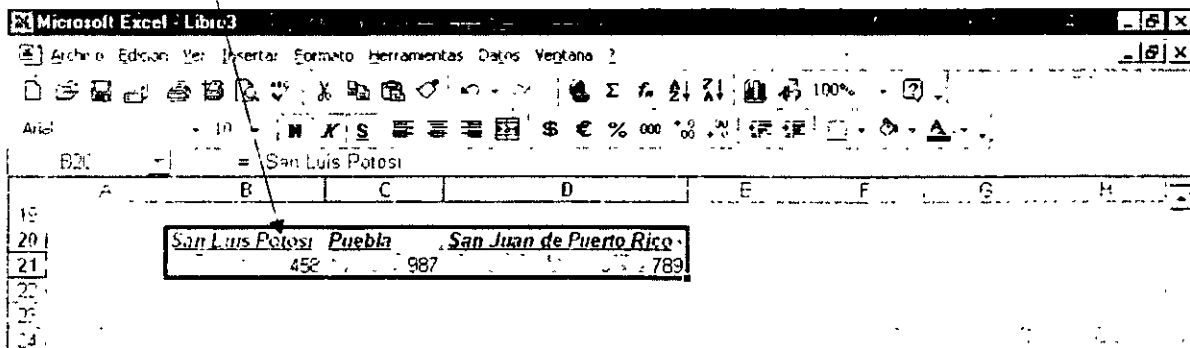 Microsoft Excel - Libro3
Archivo Edición Ver Insertar Formato Herramientas Datos Ventana ?
100%
Arial 10 N K S $ € % 000
B20 = San Luis Potosi
A B C D E F G H
19
20 San Luis Potosi Puebla San Juan de Puerto Rico
21 458 987 789
22
23
24